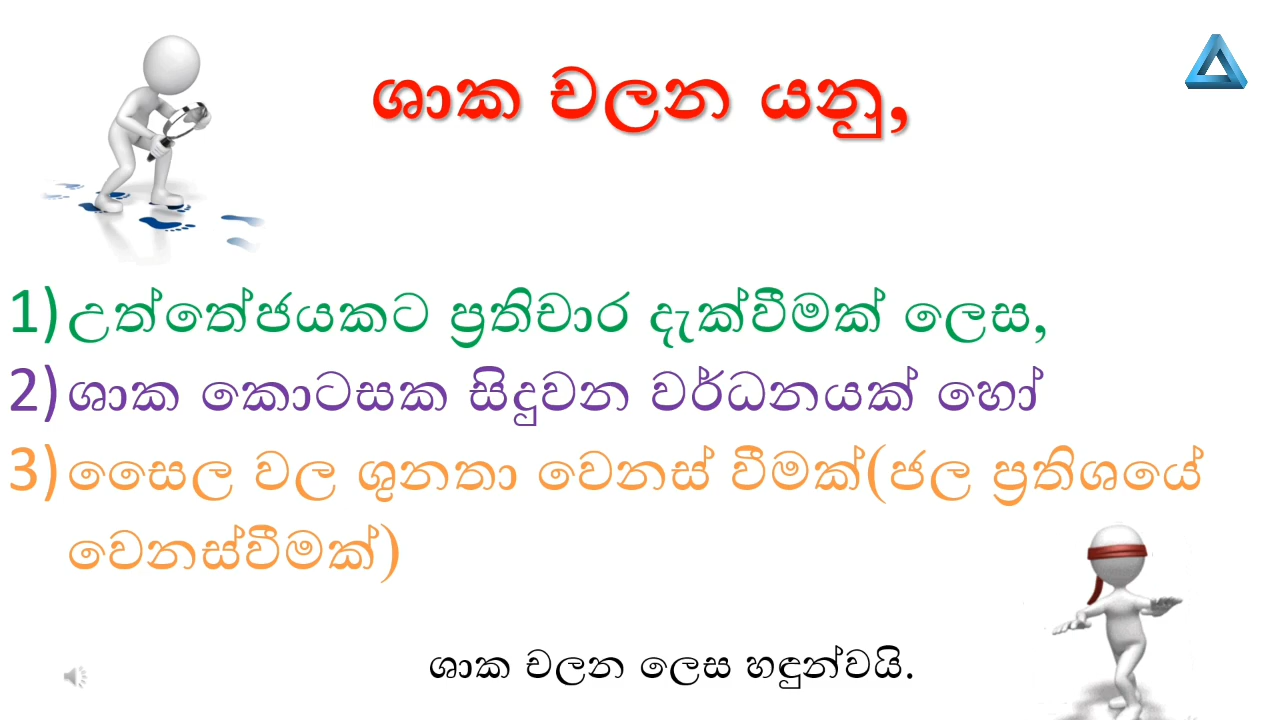 ශාක චලන යනු,
1) උත්තේජයකට ප්‍රතිචාර දැක්වීමක් ලෙස,
2) ශාක කොටසක සිදුවන වර්ධනයක් හෝ
3) සෛල වල ශුනතා වෙනස් වීමක්(ජල ප්‍රතිශයේ
වෙනස්වීමක්)
ශාක චලන ලෙස හඳුන්වයි.